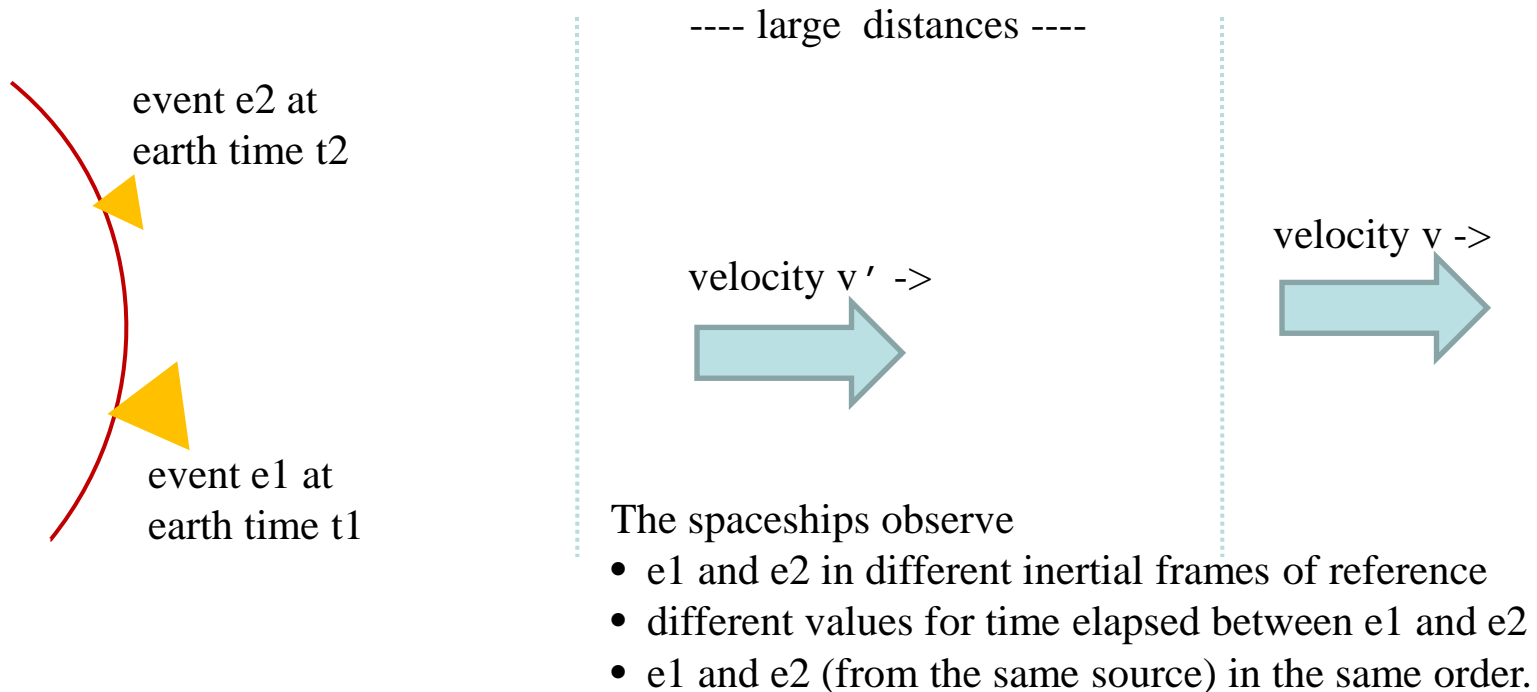 ---- large distances ----
event e2 at
earth time t2
velocity v ->
velocity v ′ ->
event e1 at
earth time t1
The spaceships observe
• e1 and e2 in different inertial frames of reference
• different values for time elapsed between e1 and e2
• e1 and e2 (from the same source) in the same order.